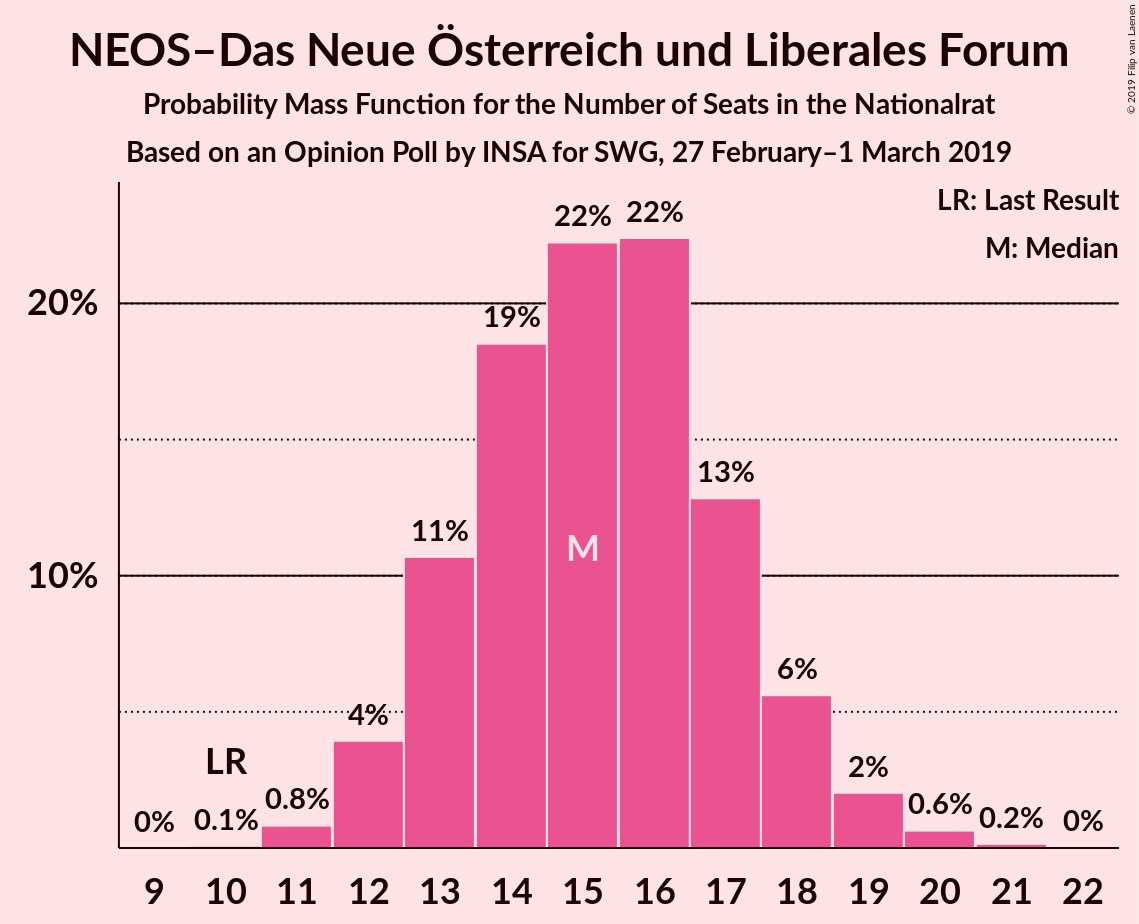 NEOS–Das Neue Österreich und Liberales Forum
Probability Mass Function for the Number of Seats in the Nationalrat
Based on an Opinion Poll by INSA for SWG, 27 February–1 March 2019
© 2019 Filip van Laenen
LR: Last Result
M: Median
20%
10%
0%
0.1%
0.8%
4%
11%
19%
22%
22%
13%
6%
2%
0.6%
0.2%
0%
LR
M
9 10 11 12 13 14 15 16 17 18 19 20 21 22